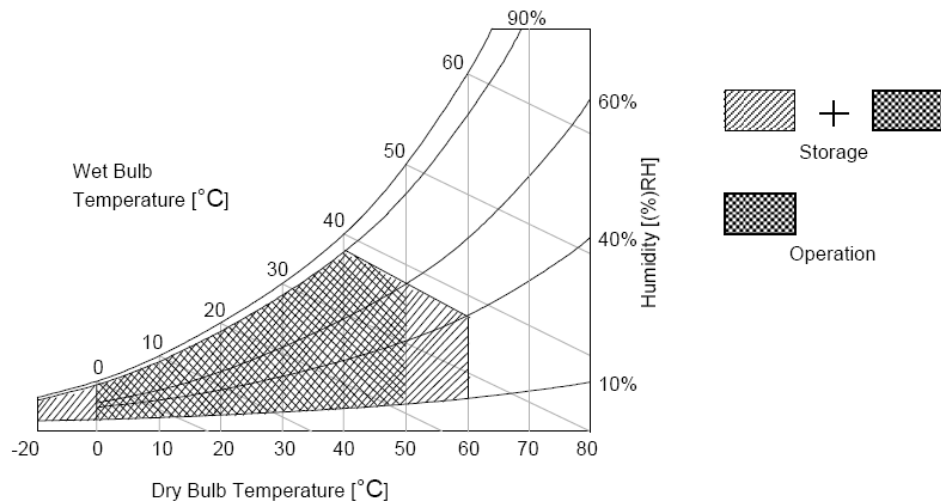 90%
60
60%
50
Wet Bulb
Temperature [°C]
40
40%
30
20
10
0
10%
Humidity [(%)RH]
-20 0 10 20 30 40 50 60 70 80
Dry Bulb Temperature [°C]
+
Storage
Operation